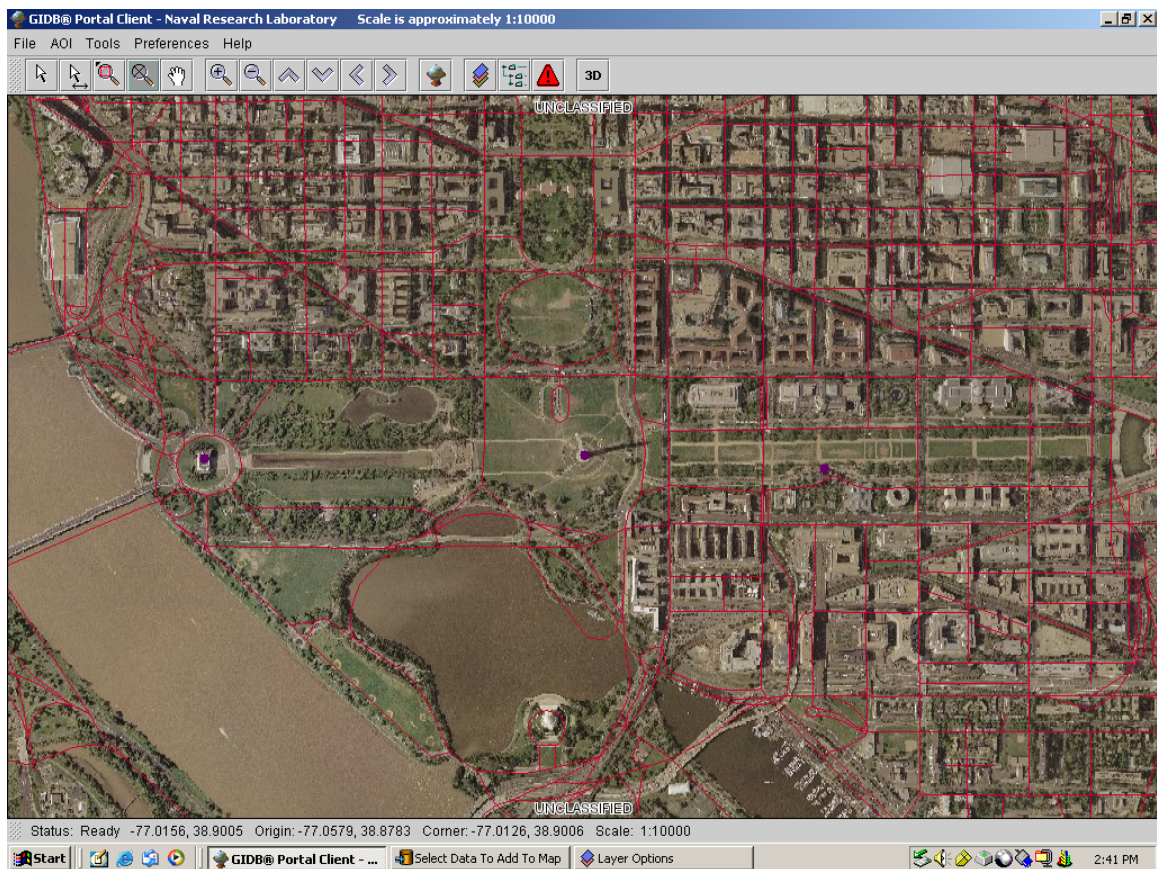 GIDB® Portal Client - Naval Research Laboratory Scale is approximately 1:10000
File AOI Tools Preferences Help
3D
UNCLASSIFIED
UNCLASSIFIED
Status: Ready -77.0156, 38.9005 Origin:-77.0579, 38.8783 Corner:-77.0126, 38.9006 Scale: 1:10000
Start GIDB® Portal Client - ... Select Data To Add To Map Layer Options 2:41 PM